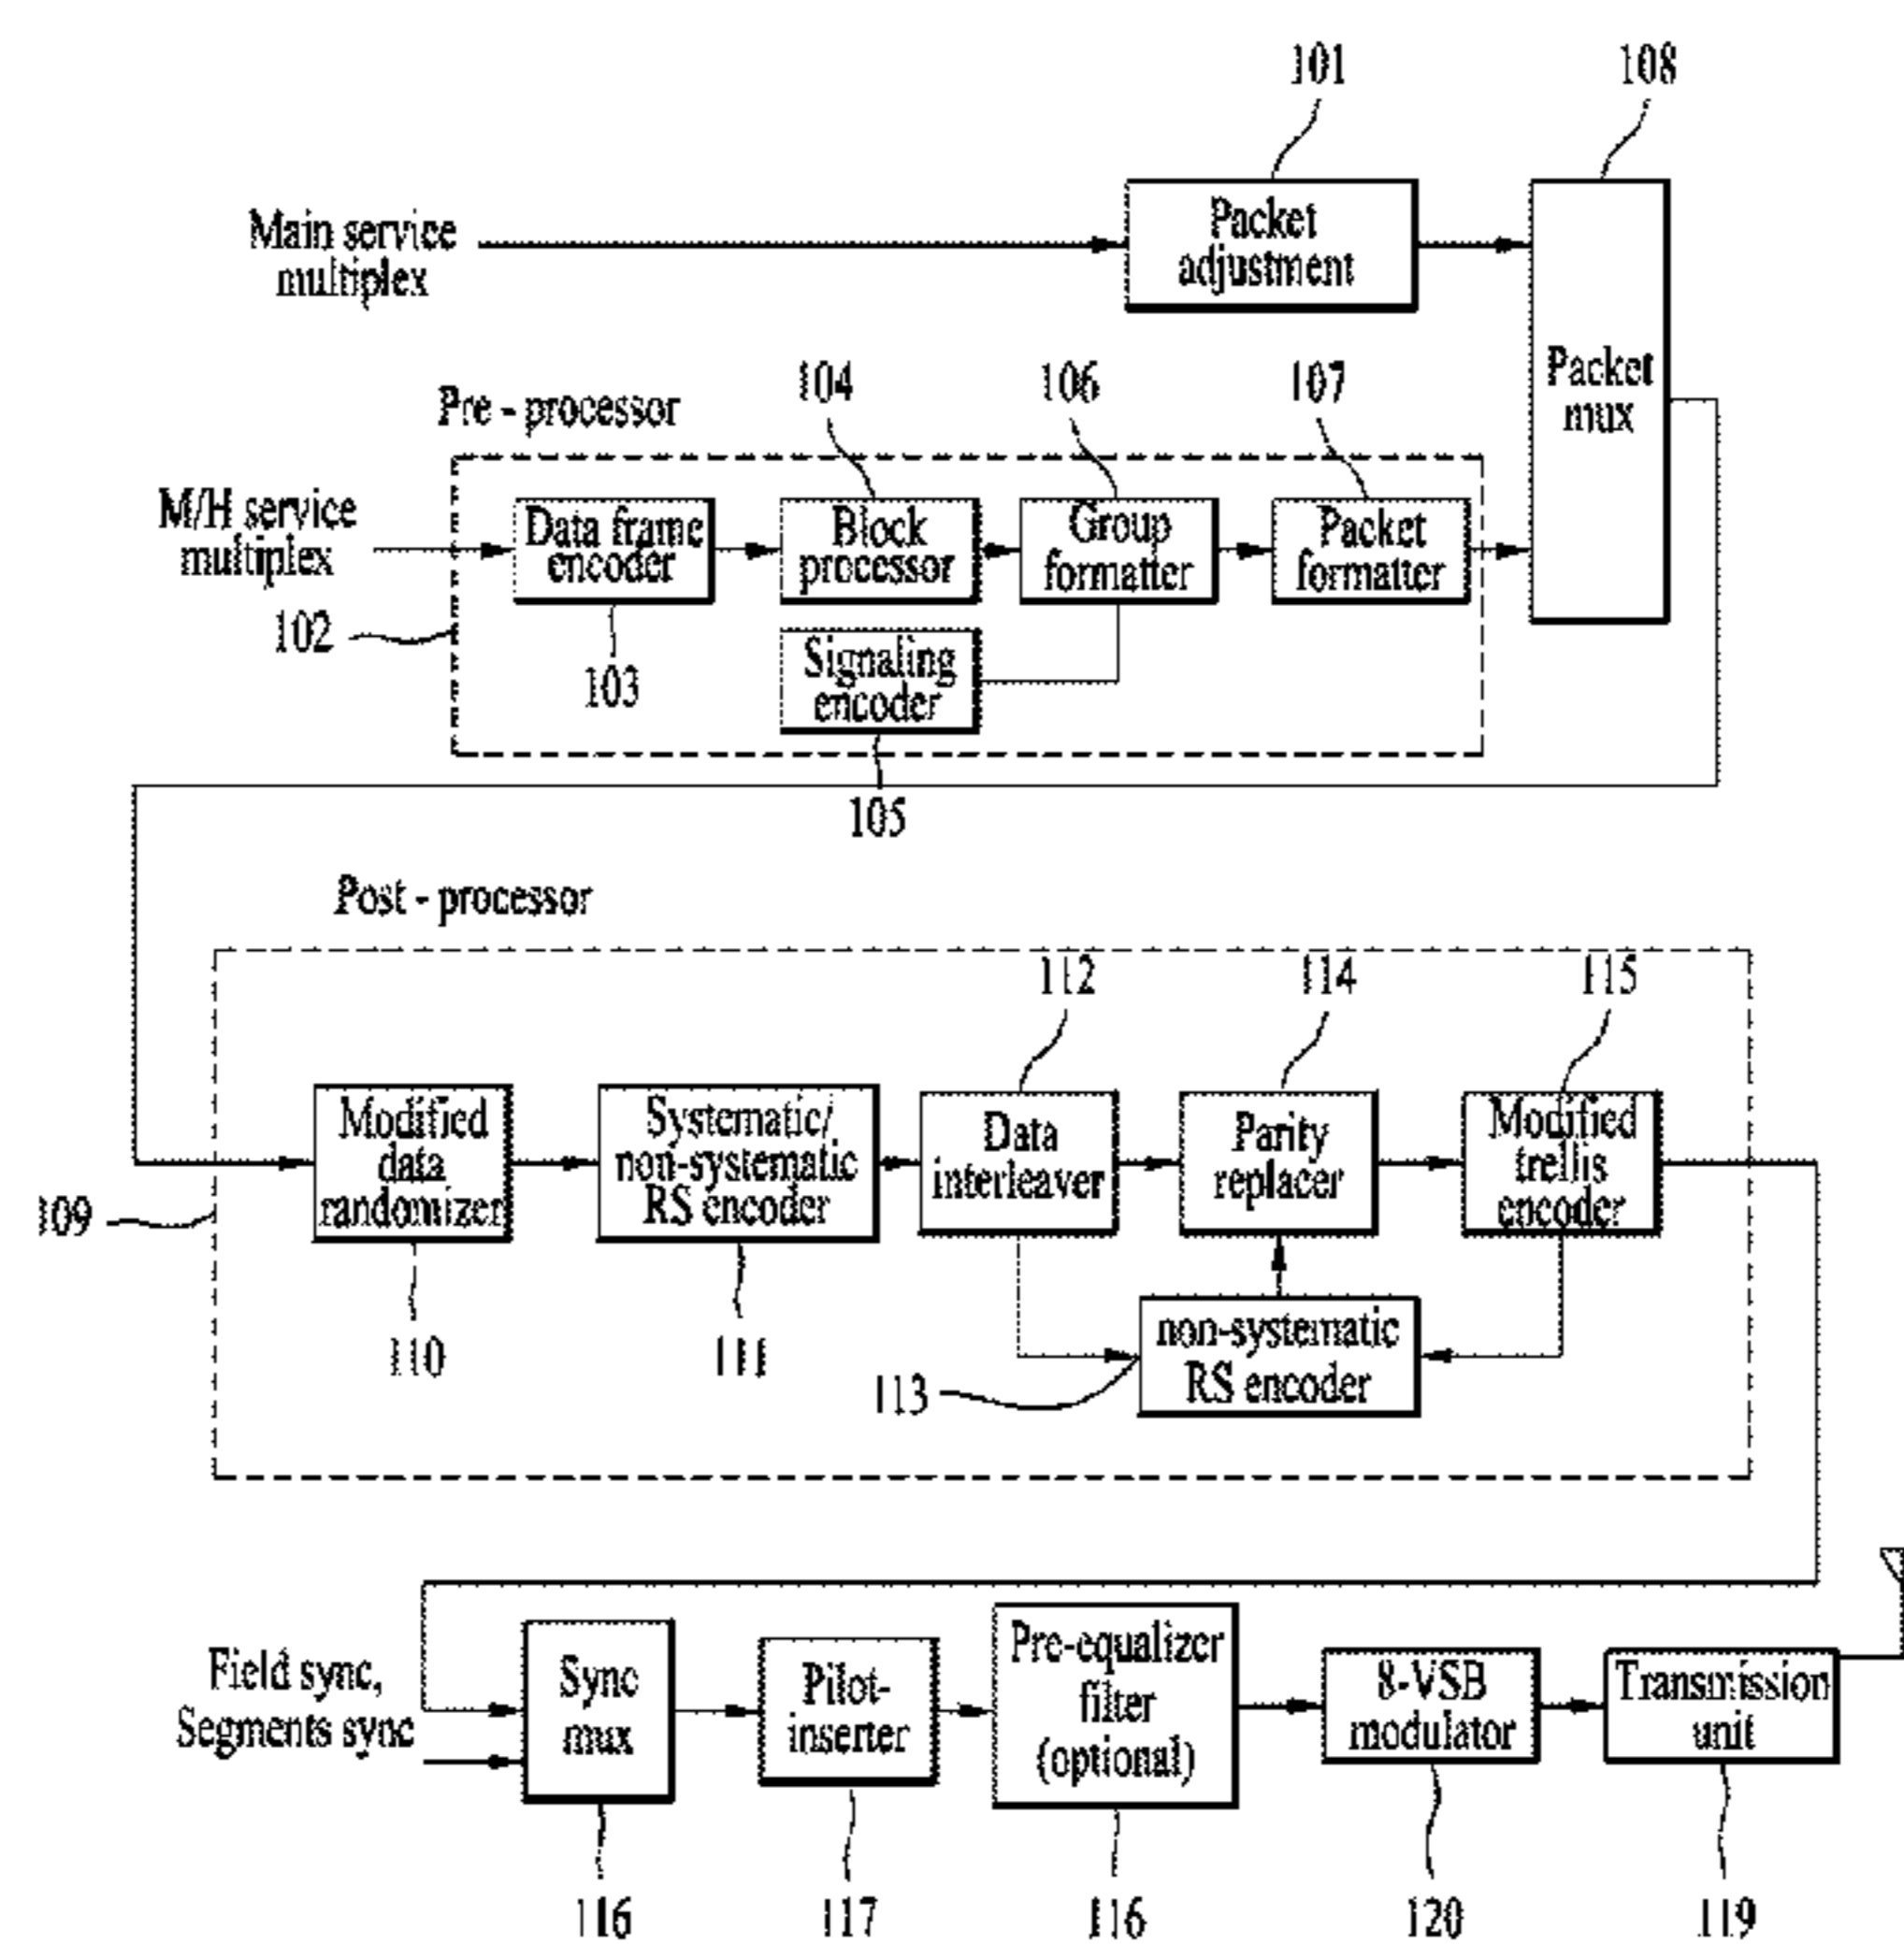 101
108
Main service
multiplex
Packet
adjustment
Packet
mux
Pre - processor
104
106
107
M/H service
multiplex
Data frame
encoder
Block
processor
Group
formatter
Packet
formatter
102
103
Signaling
encoder
105
Post - processor
112
114
115
Modified
data
randomizer
Systematic/
non-systematic
RS encoder
Data
interleaver
Parity
replacer
Modified
trellis
encoder
109
110
111
113
non-systematic
RS encoder
Field sync,
Segments sync
Sync
mux
Pilot-
inserter
Pre-equalizer
filter
(optional)
8-VSB
modulator
Transmission
unit
116
117
116
120
119